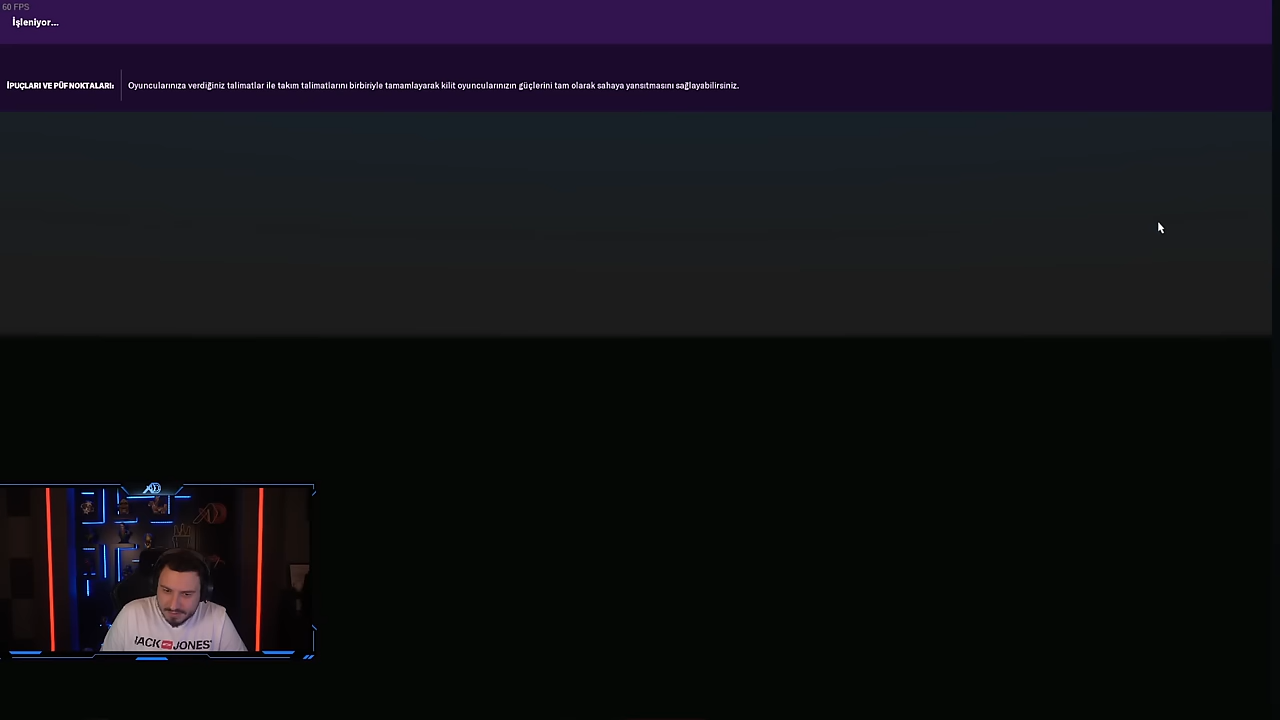 60 FPS
İşleniyor...
İPUÇLARI VE PÜF NOKTALARI:
Oyuncularınıza verdiğiniz talimatlar ile takım talimatlarını birbiriyle tamamlayarak kilit oyuncularınızın güçlerini tam olarak sahaya yansıtmasını sağlayabilirsiniz.
JACK JONES